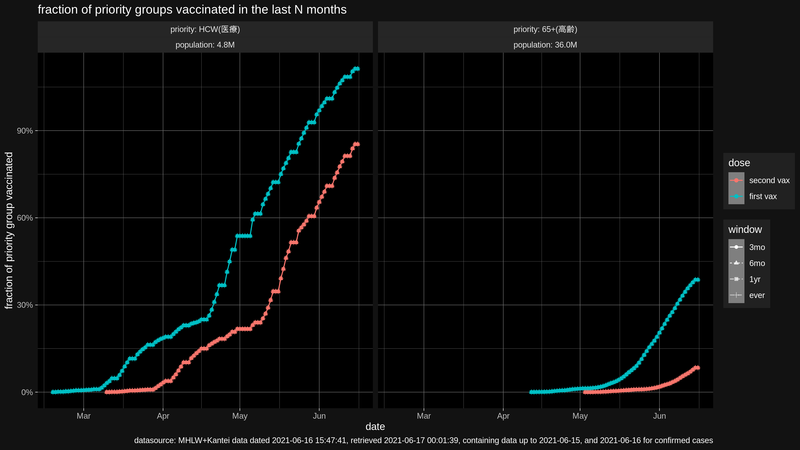 fraction of priority groups vaccinated in the last N months
priority: HCW(医療)
population: 4.8M
priority: 65+(高齢)
population: 36.0M
fraction of priority group vaccinated
90%
60%
30%
0%
Mar Apr May Jun
Mar Apr May Jun
date
dose
second vax
first vax
window
3mo
6mo
1yr
ever
datasource: MHLW+Kantei data dated 2021-06-16 15:47:41, retrieved 2021-06-17 00:01:39, containing data up to 2021-06-15, and 2021-06-16 for confirmed cases